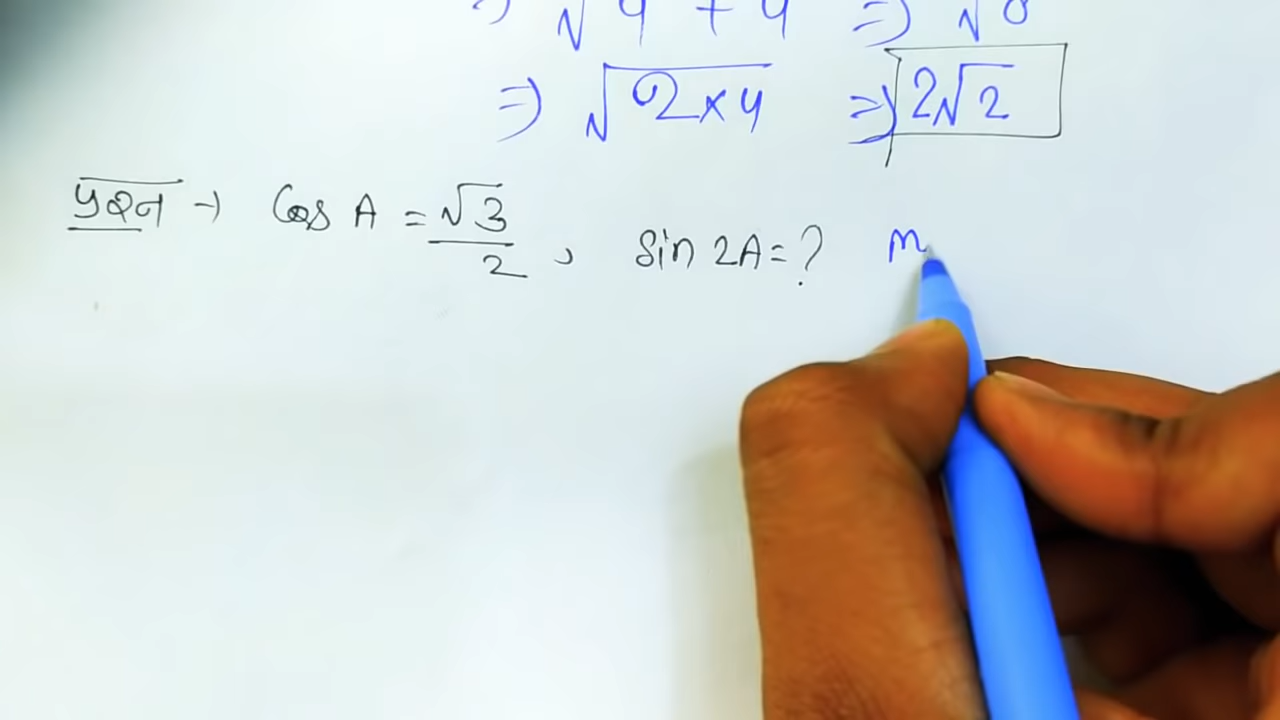 ⇒ √4 + 4 ⇒ √8
⇒ √2×4 ⇒ 2√2
प्रश्न → Cos A = √3/2 , Sin 2A = ? m